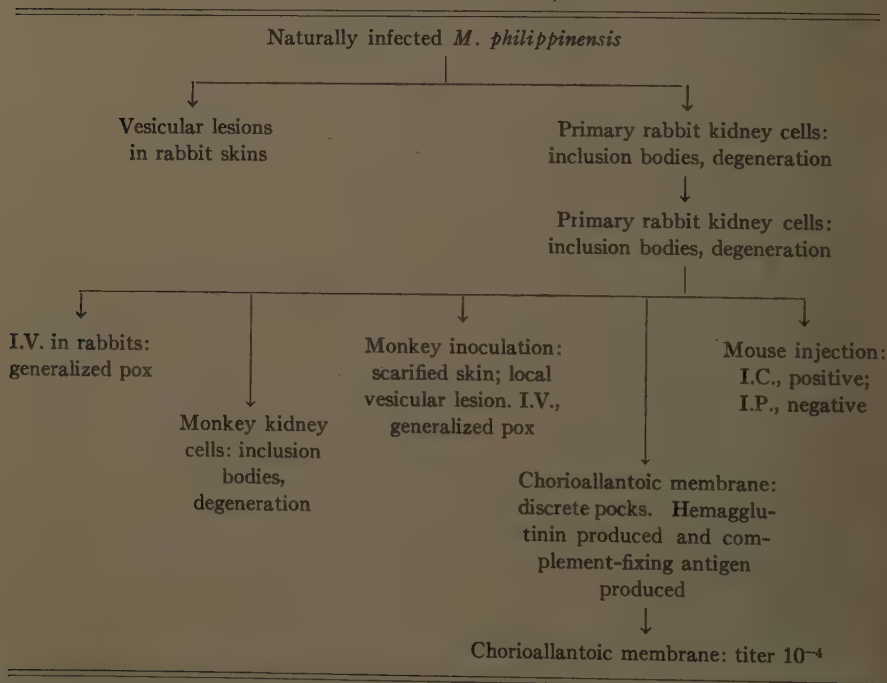 Naturally infected M. philippinensis
Vesicular lesions
in rabbit skins
Primary rabbit kidney cells:
inclusion bodies, degeneration
Primary rabbit kidney cells:
inclusion bodies, degeneration
I.V. in rabbits:
generalized pox
Monkey kidney
cells: inclusion
bodies,
degeneration
Monkey inoculation:
scarified skin; local
vesicular lesion. I.V.,
generalized pox
Chorioallantoic membrane:
discrete pocks. Hemagglu-
tinin produced and com-
plement-fixing antigen
produced
Mouse injection:
I.C., positive;
I.P., negative
Chorioallantoic membrane: titer 10⁻⁴